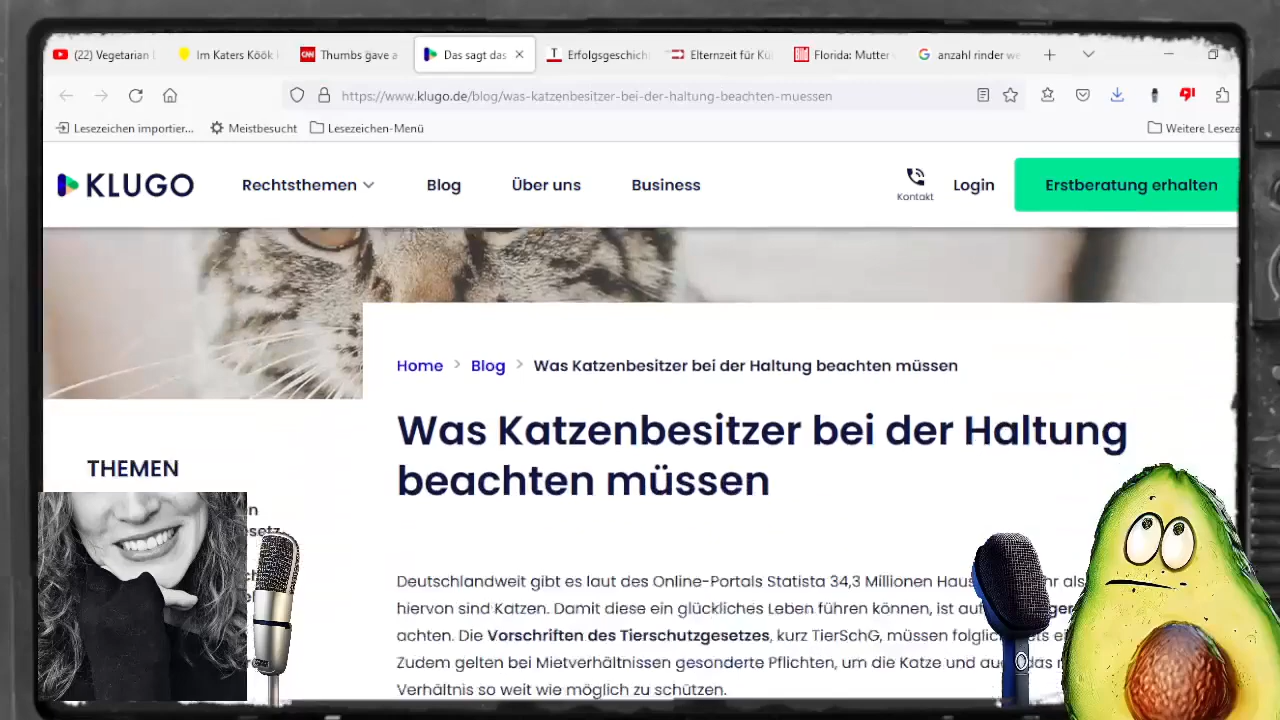 (22) Vegetarian
Im Katers Köök
Thumbs gave a
Das sagt das
Erfolgsgeschich
Elternzeit für Kü
Florida: Mutter
anzahl rinder we
https://www.klugo.de/blog/was-katzenbesitzer-bei-der-haltung-beachten-muessen
Lesezeichen importier...
Meistbesucht
Lesezeichen-Menü
Weitere Leseze
KLUGO
Rechtsthemen
Blog
Über uns
Business
Kontakt
Login
Erstberatung erhalten
Home > Blog > Was Katzenbesitzer bei der Haltung beachten müssen
Was Katzenbesitzer bei der Haltung
beachten müssen
THEMEN
Deutschlandweit gibt es laut des Online-Portals Statista 34,3 Millionen Haus
hiervon sind Katzen. Damit diese ein glückliches Leben führen können, ist
achten. Die Vorschriften des Tierschutzgesetzes, kurz TierSchG, müssen
Zudem gelten bei Mietverhältnissen gesonderte Pflichten, um die Katze und
Verhältnis so weit wie möglich zu schützen.